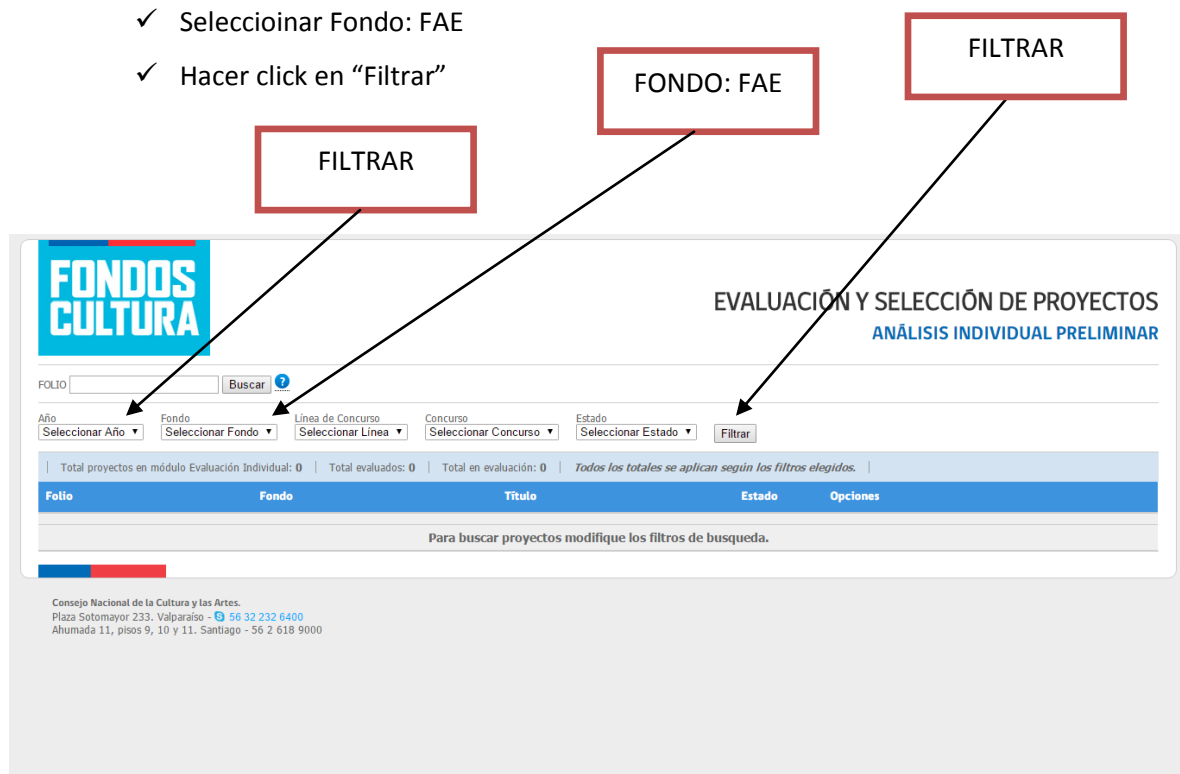 ✓ Seleccioinar Fondo: FAE
✓ Hacer click en “Filtrar”
FILTRAR
FONDO: FAE
FILTRAR
FONDOS
CULTURA
EVALUACIÓN Y SELECCIÓN DE PROYECTOS
ANÁLISIS INDIVIDUAL PRELIMINAR
FOLIO Buscar ?
Año Fondo Línea de Concurso Concurso Estado
Seleccionar Año ▼ Seleccionar Fondo ▼ Seleccionar Línea ▼ Seleccionar Concurso ▼ Seleccionar Estado ▼ Filtrar
| Total proyectos en módulo Evaluación Individual: 0 | Total evaluados: 0 | Total en evaluación: 0 | Todos los totales se aplican según los filtros elegidos. |
Folio Fondo Título Estado Opciones
Para buscar proyectos modifique los filtros de busqueda.
Consejo Nacional de la Cultura y las Artes.
Plaza Sotomayor 233. Valparaíso - 56 32 232 6400
Ahumada 11, pisos 9, 10 y 11. Santiago - 56 2 618 9000